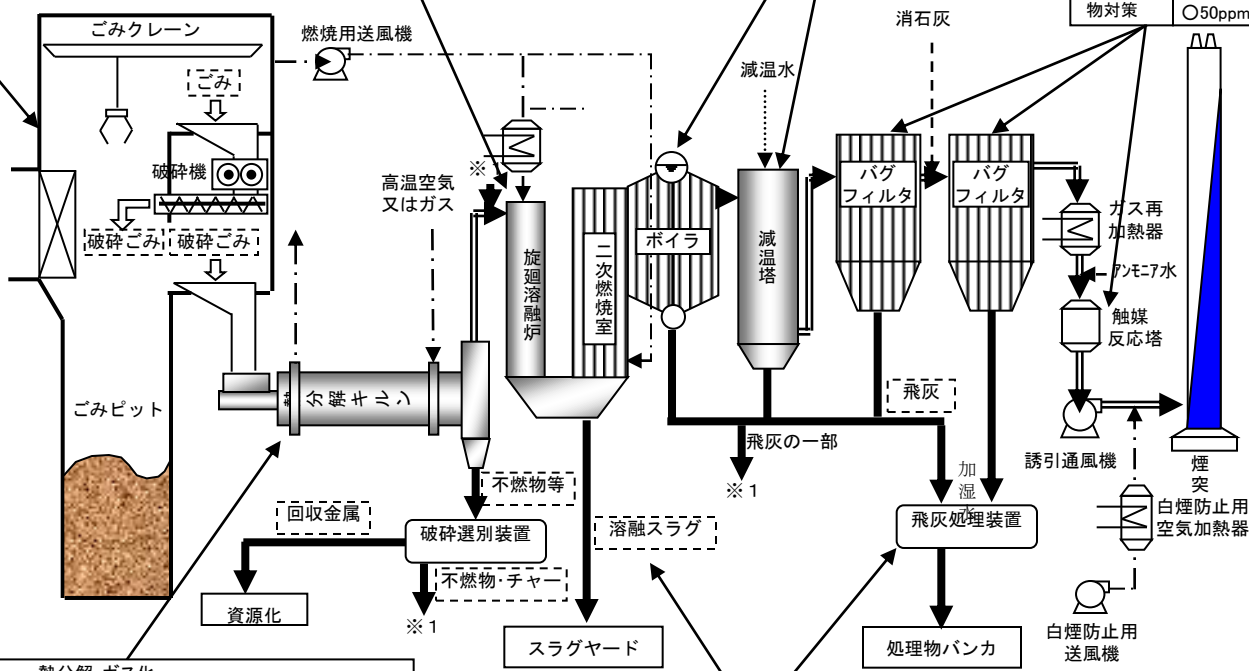 物対策
○50ppm
ごみクレーン
燃焼用送風機
消石灰
減温水
ごみ
破砕機
※
高温空気
又はガス
バグ
フィルタ
バグ
フィルタ
ガス再
加熱器
破砕ごみ
破砕ごみ
旋廻溶融炉
二次燃焼室
ボイラ
減温塔
アンモニア水
触媒
反応塔
分解キルン
ごみピット
飛灰
飛灰の一部
※1
誘引通風機
煙突
加湿水
不燃物等
回収金属
破砕選別装置
溶融スラグ
飛灰処理装置
白煙防止用
空気加熱器
不燃物・チャー
※1
資源化
スラグヤード
処理物バンカ
白煙防止用
送風機